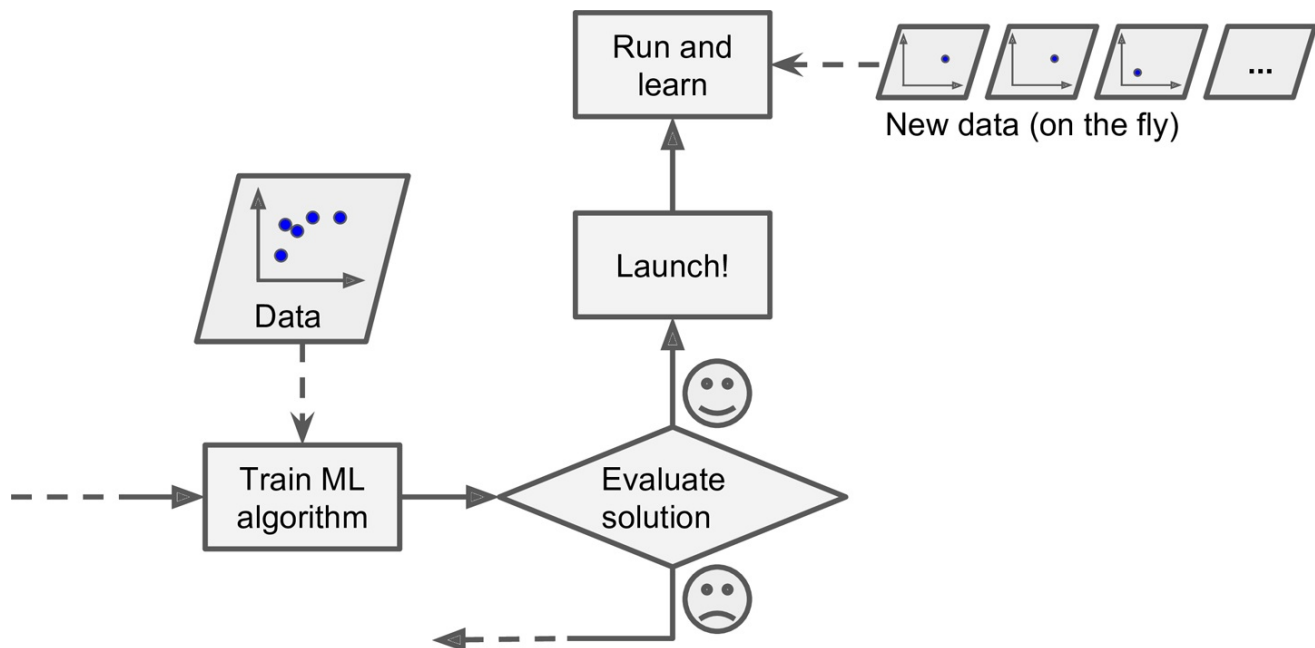 Run and
learn
...
New data (on the fly)
Launch!
Data
Train ML
algorithm
Evaluate
solution